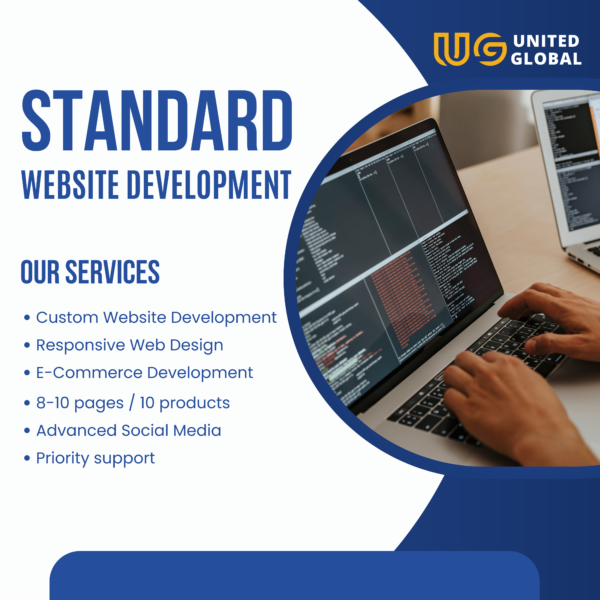 UG UNITED
GLOBAL
STANDARD
WEBSITE DEVELOPMENT
OUR SERVICES
• Custom Website Development
• Responsive Web Design
• E-Commerce Development
• 8-10 pages / 10 products
• Advanced Social Media
• Priority support